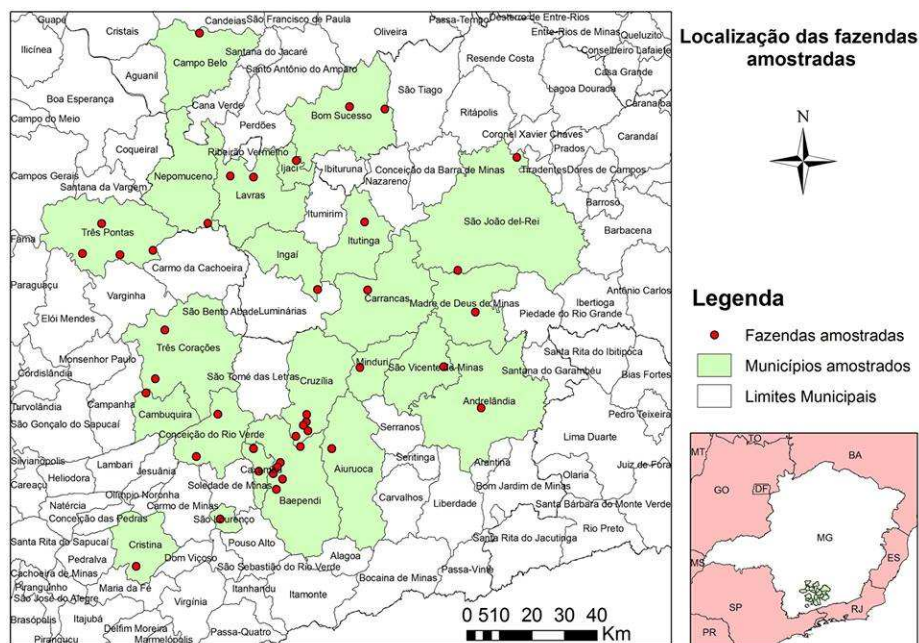 Guapé
Candeias
São Francisco de Paula
Passa-Tempo
Desterro de Entre-Rios
Cristais
Oliveira
Entre-Rios de Minas
Queluzito
Ilicínea
Campo Belo
Santana do Jacaré
Conselheiro Lafaiete
Aguanil
Santo Antônio do Amparo
Resende Costa
Casa Grande
São Tiago
Lagoa Dourada
Boa Esperança
Cana Verde
Caranaíba
Campo do Meio
Perdões
Bom Sucesso
Ritápolis
Coronel Xavier Chaves
Carandaí
Coqueiral
Ribeirão Vermelho
Prados
Ijaci
Ibituruna
Conceição da Barra de Minas
Tiradentes
Dores de Campos
Campos Gerais
Nepomuceno
Nazareno
Santana da Vargem
Lavras
Barroso
Itumirim
São João del-Rei
Três Pontas
Barbacena
Fama
Itutinga
Ingaí
Carmo da Cachoeira
Paraguaçu
Varginha
Carrancas
Antônio Carlos
Madre de Deus de Minas
Ibertioga
Elói Mendes
São Bento Abade
Luminárias
Piedade do Rio Grande
Três Corações
Santa Rita do Ibitipoca
Monsenhor Paulo
Minduri
São Vicente de Minas
Santana do Garambéu
Bias Fortes
Cordislândia
São Tomé das Letras
Cruzília
Turvolândia
Campanha
Cambuquira
Andrelândia
Pedro Teixeira
São Gonçalo do Sapucaí
Serranos
Conceição do Rio Verde
Lima Duarte
Silvianópolis
Lambari
Seritinga
Arantina
Juiz de Fora
Heliodora
Jesuânia
Caxambu
Aiuruoca
Olaria
Careaçu
Soledade de Minas
Bom Jardim de Minas
Olímpio Noronha
Baependi
Carvalhos
Natércia
Carmo de Minas
Liberdade
Santa Bárbara do Monte Verde
Conceição das Pedras
São Lourenço
Rio Preto
Santa Rita do Sapucaí
Cristina
Pouso Alto
Santa Rita do Jacutinga
Pedralva
Dom Viçoso
Alagoa
Cachoeira de Minas
São Sebastião do Rio Verde
Passa-Vinte
Bocaina de Minas
Piranguinho
Maria da Fé
Itanhandu
Itamonte
São José do Alegre
Virgínia
Brasópolis
Itajubá
Delfim Moreira
Passa-Quatro
Piranguçu
Marmelópolis
0 5 10 20 30 40
Km
Localização das fazendas
amostradas
N
Legenda
Fazendas amostradas
Municípios amostrados
Limites Municipais
MT
TO
BA
GO
DF
MG
MS
ES
SP
RJ
PR